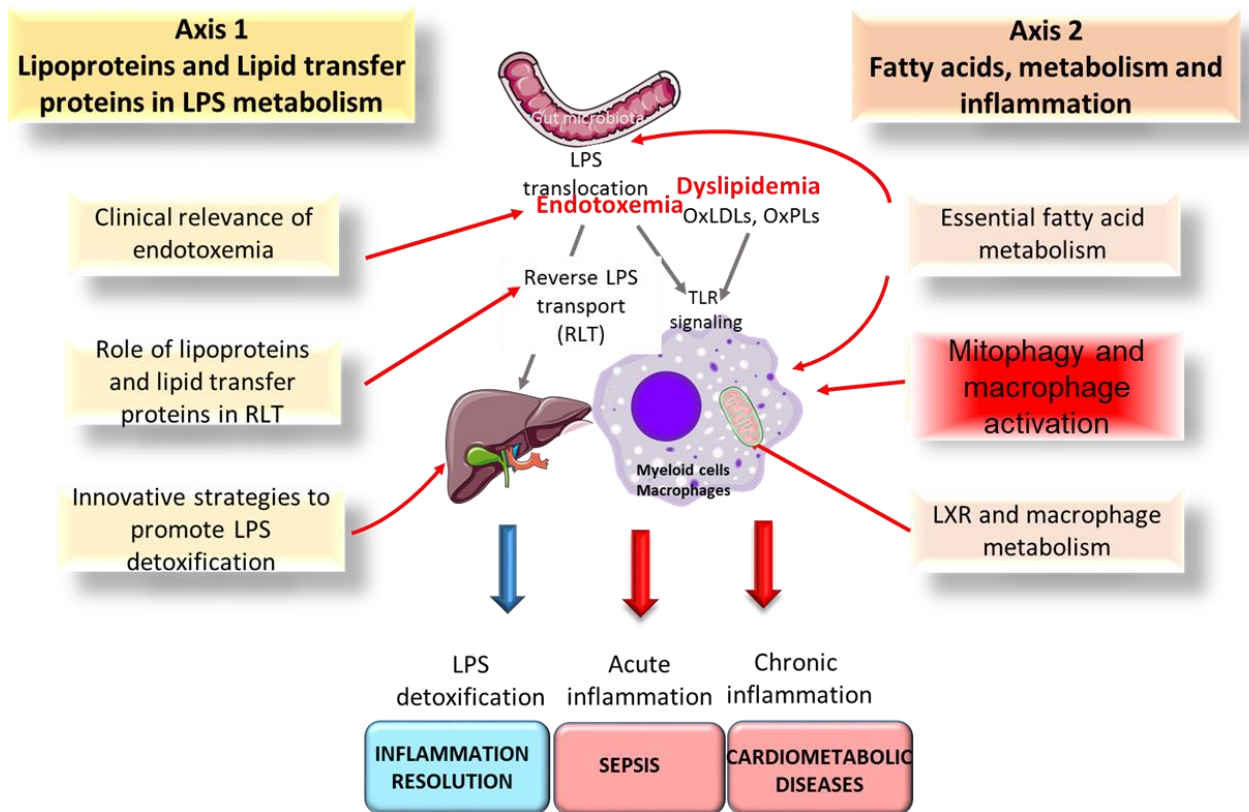 Axis 1
Lipoproteins and Lipid transfer
proteins in LPS metabolism
Axis 2
Fatty acids, metabolism and
inflammation
Gut microbiota
LPS
translocation
Endotoxemia
Dyslipidemia
OxLDLs, OxPLs
Clinical relevance of
endotoxemia
Essential fatty acid
metabolism
Reverse LPS
transport
(RLT)
TLR
signaling
Role of lipoproteins
and lipid transfer
proteins in RLT
Mitophagy and
macrophage
activation
Myeloid cells
Macrophages
Innovative strategies to
promote LPS
detoxification
LXR and macrophage
metabolism
LPS
detoxification
Acute
inflammation
Chronic
inflammation
INFLAMMATION
RESOLUTION
SEPSIS
CARDIOMETABOLIC
DISEASES